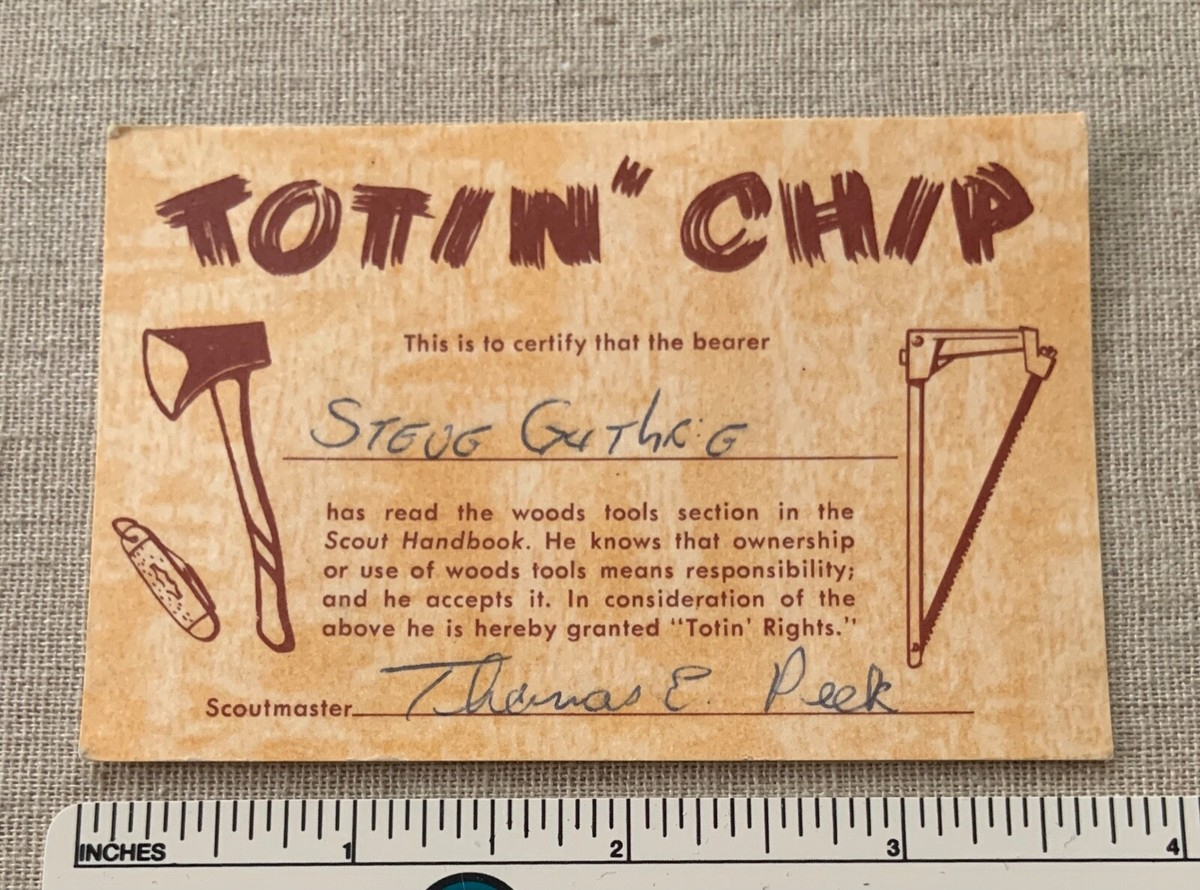 TOTIN' CHIP
This is to certify that the bearer
STEVE GUThRiE
has read the woods tools section in the
Scout Handbook. He knows that ownership
or use of woods tools means responsibility;
and he accepts it. In consideration of the
above he is hereby granted "Totin' Rights."
Scoutmaster Thomas E. Peek
INCHES 1 2 3 4